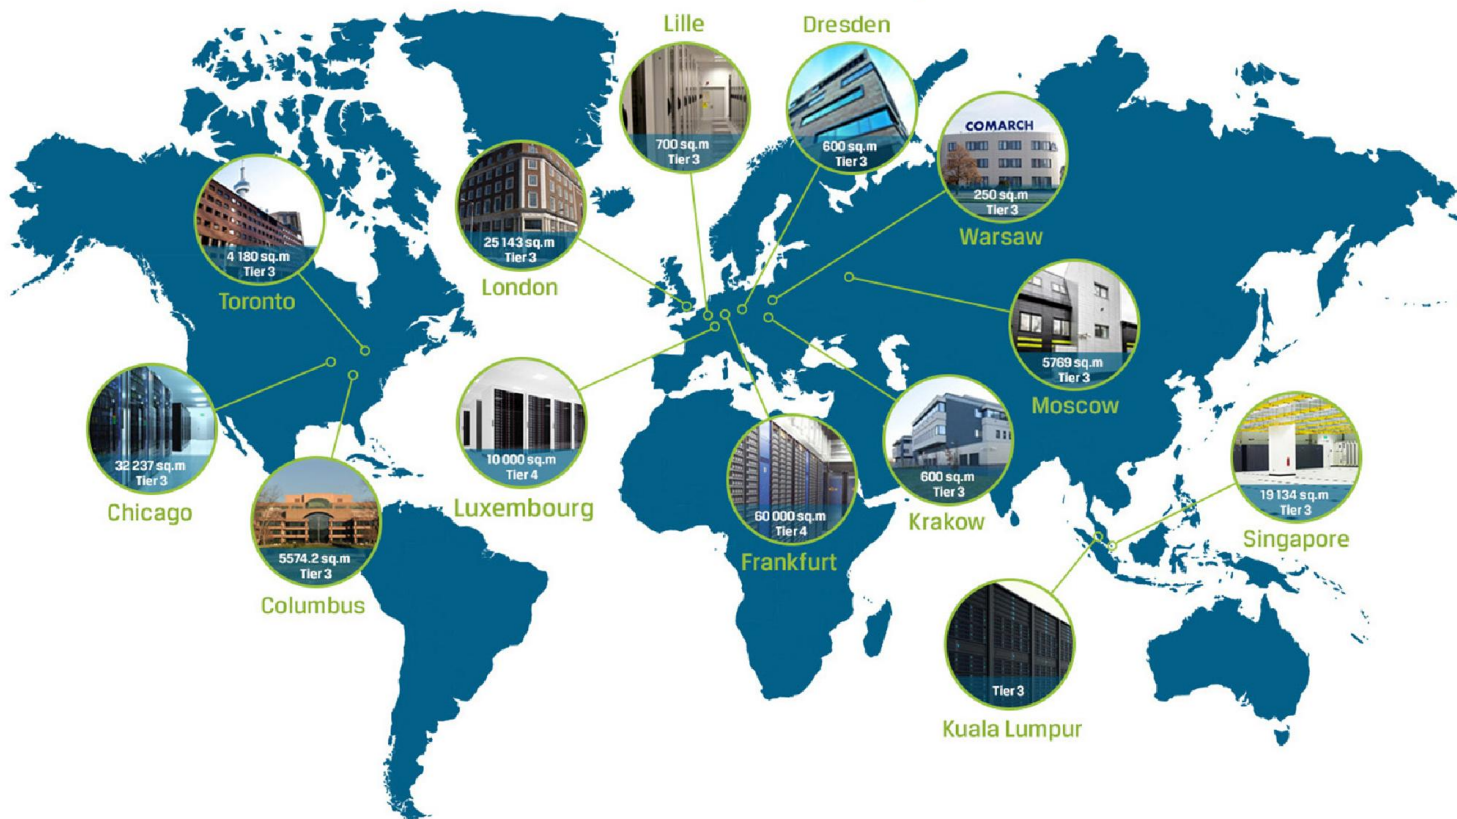 Lille
700 sq.m
Tier 3
Dresden
600 sq.m
Tier 3
COMARCH
250 sq.m
Tier 3
Warsaw
4 180 sq.m
Tier 3
Toronto
25 143 sq.m
Tier 3
London
5769 sq.m
Tier 3
Moscow
32 237 sq.m
Tier 3
Chicago
10 000 sq.m
Tier 4
Luxembourg
60 000 sq.m
Tier 4
Frankfurt
600 sq.m
Tier 3
Krakow
19 134 sq.m
Tier 3
Singapore
5574.2 sq.m
Tier 3
Columbus
Tier 3
Kuala Lumpur